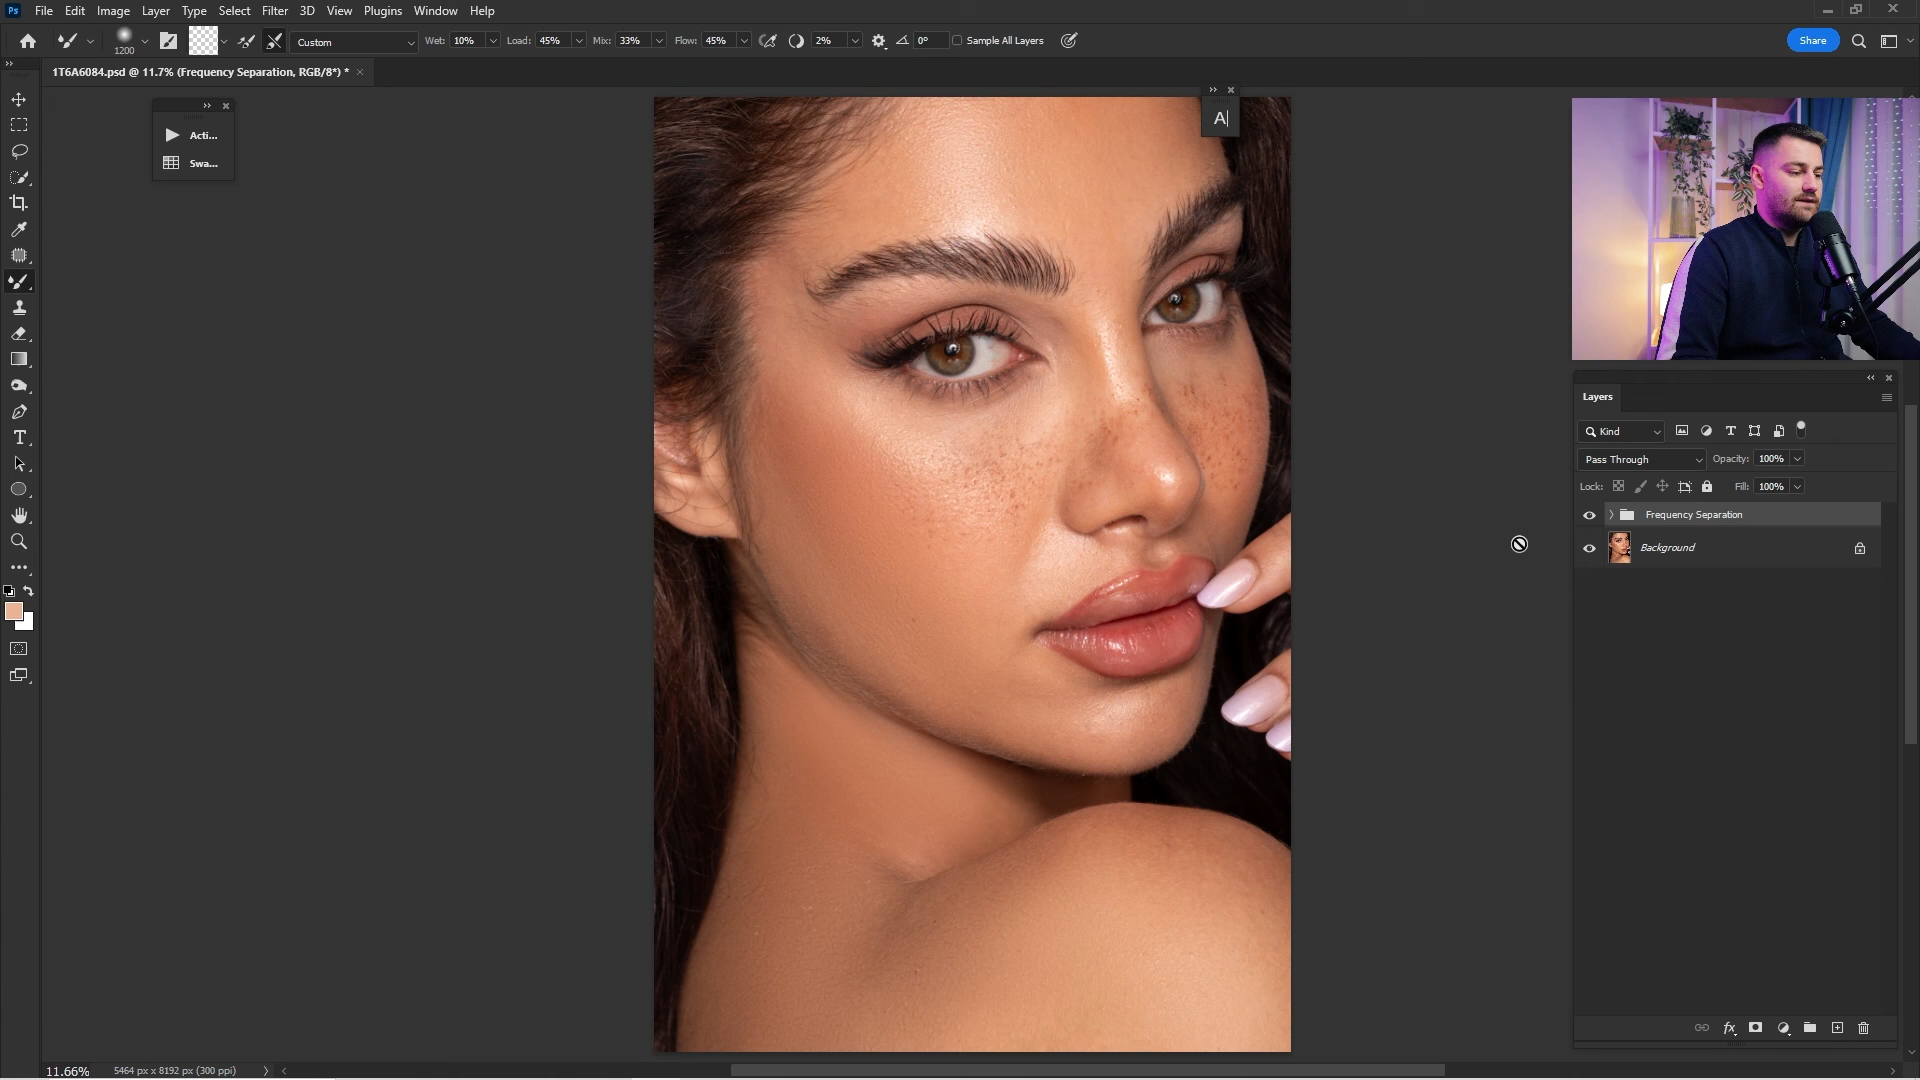 Ps File Edit Image Layer Type Select Filter 3D View Plugins Window Help
1200 Custom Wet: 10% Load: 45% Mix: 33% Flow: 45% 2% 0° Sample All Layers Share
1T6A6084.psd @ 11.7% (Frequency Separation, RGB/8*) *
Acti...
Swa...
A
Layers
Kind
Pass Through Opacity: 100%
Lock: Fill: 100%
Frequency Separation
Background
fx
11.66% 5464 px x 8192 px (300 ppi)